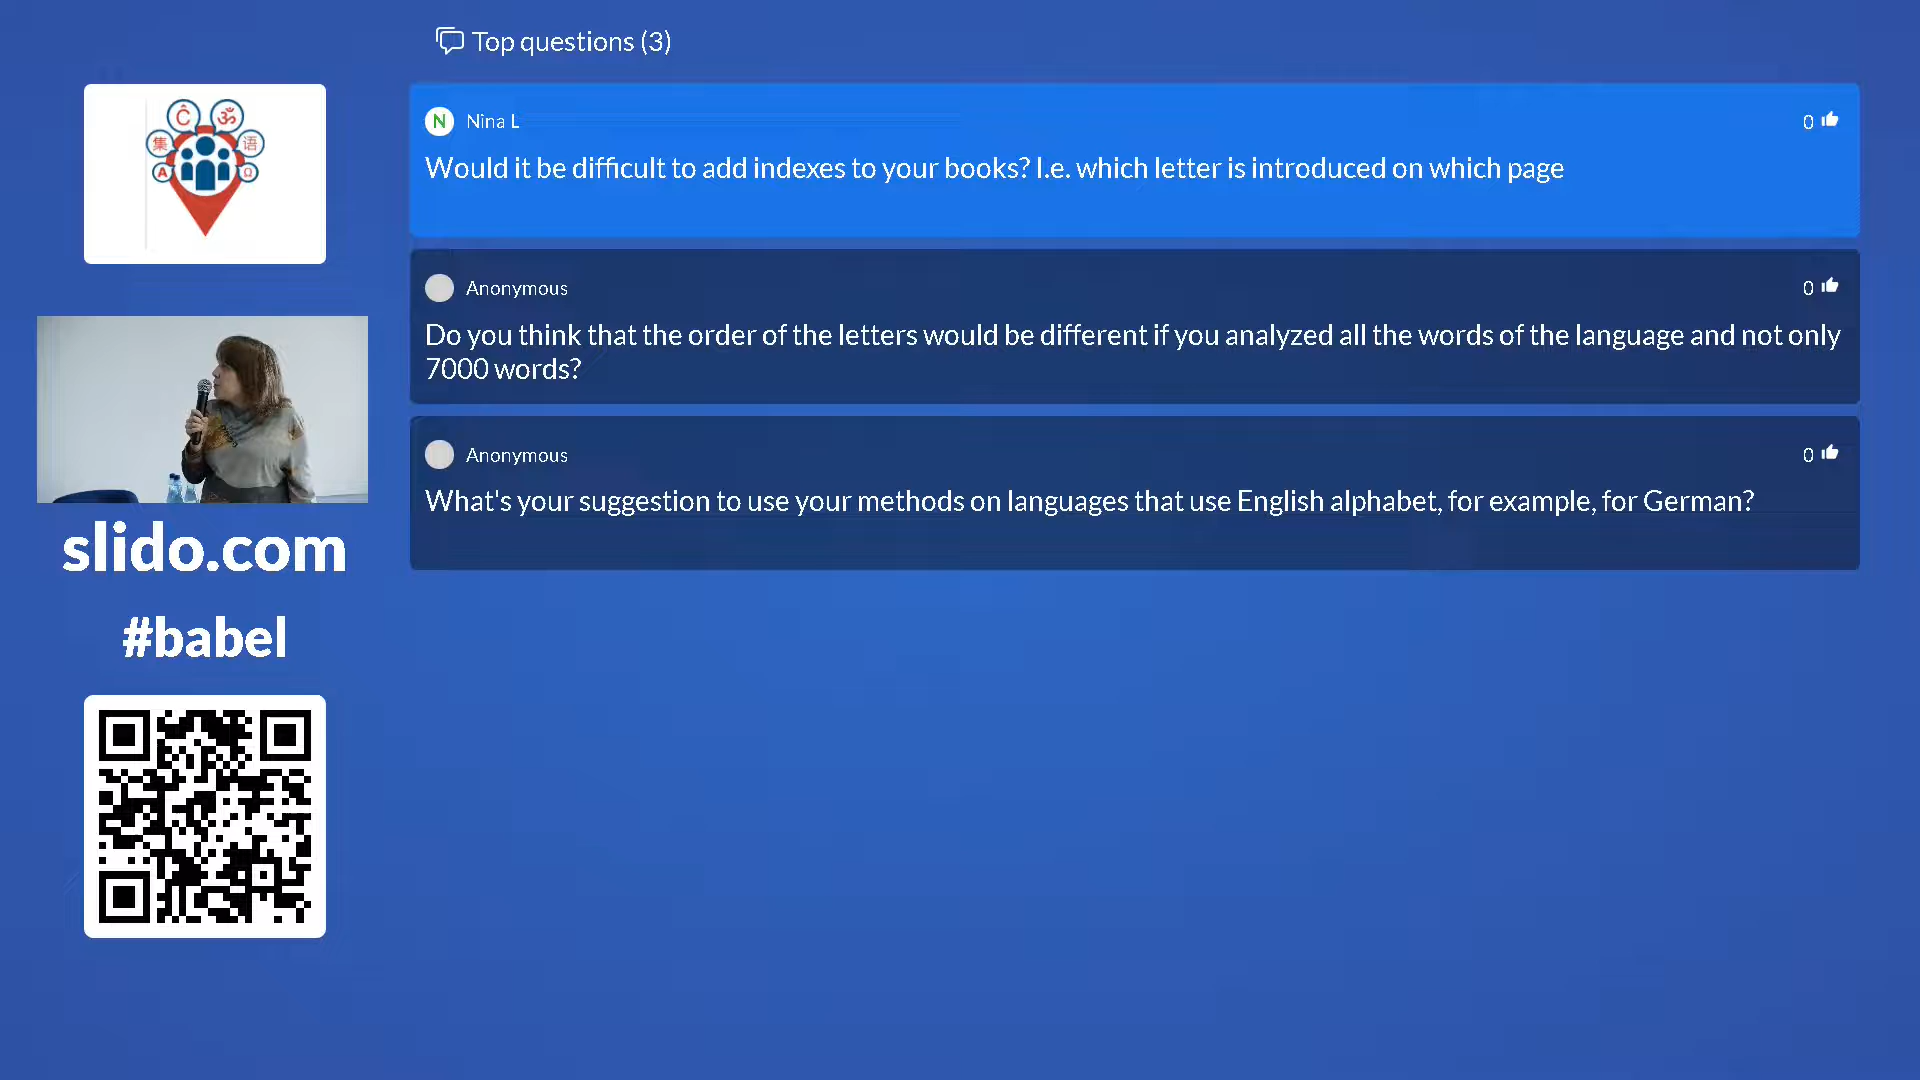 Top questions (3)
Ĉ
ॐ
集
语
A
Ω
N
Nina L
0
Would it be difficult to add indexes to your books? I.e. which letter is introduced on which page
Anonymous
0
Do you think that the order of the letters would be different if you analyzed all the words of the language and not only
7000 words?
Anonymous
0
What's your suggestion to use your methods on languages that use English alphabet, for example, for German?
slido.com
#babel